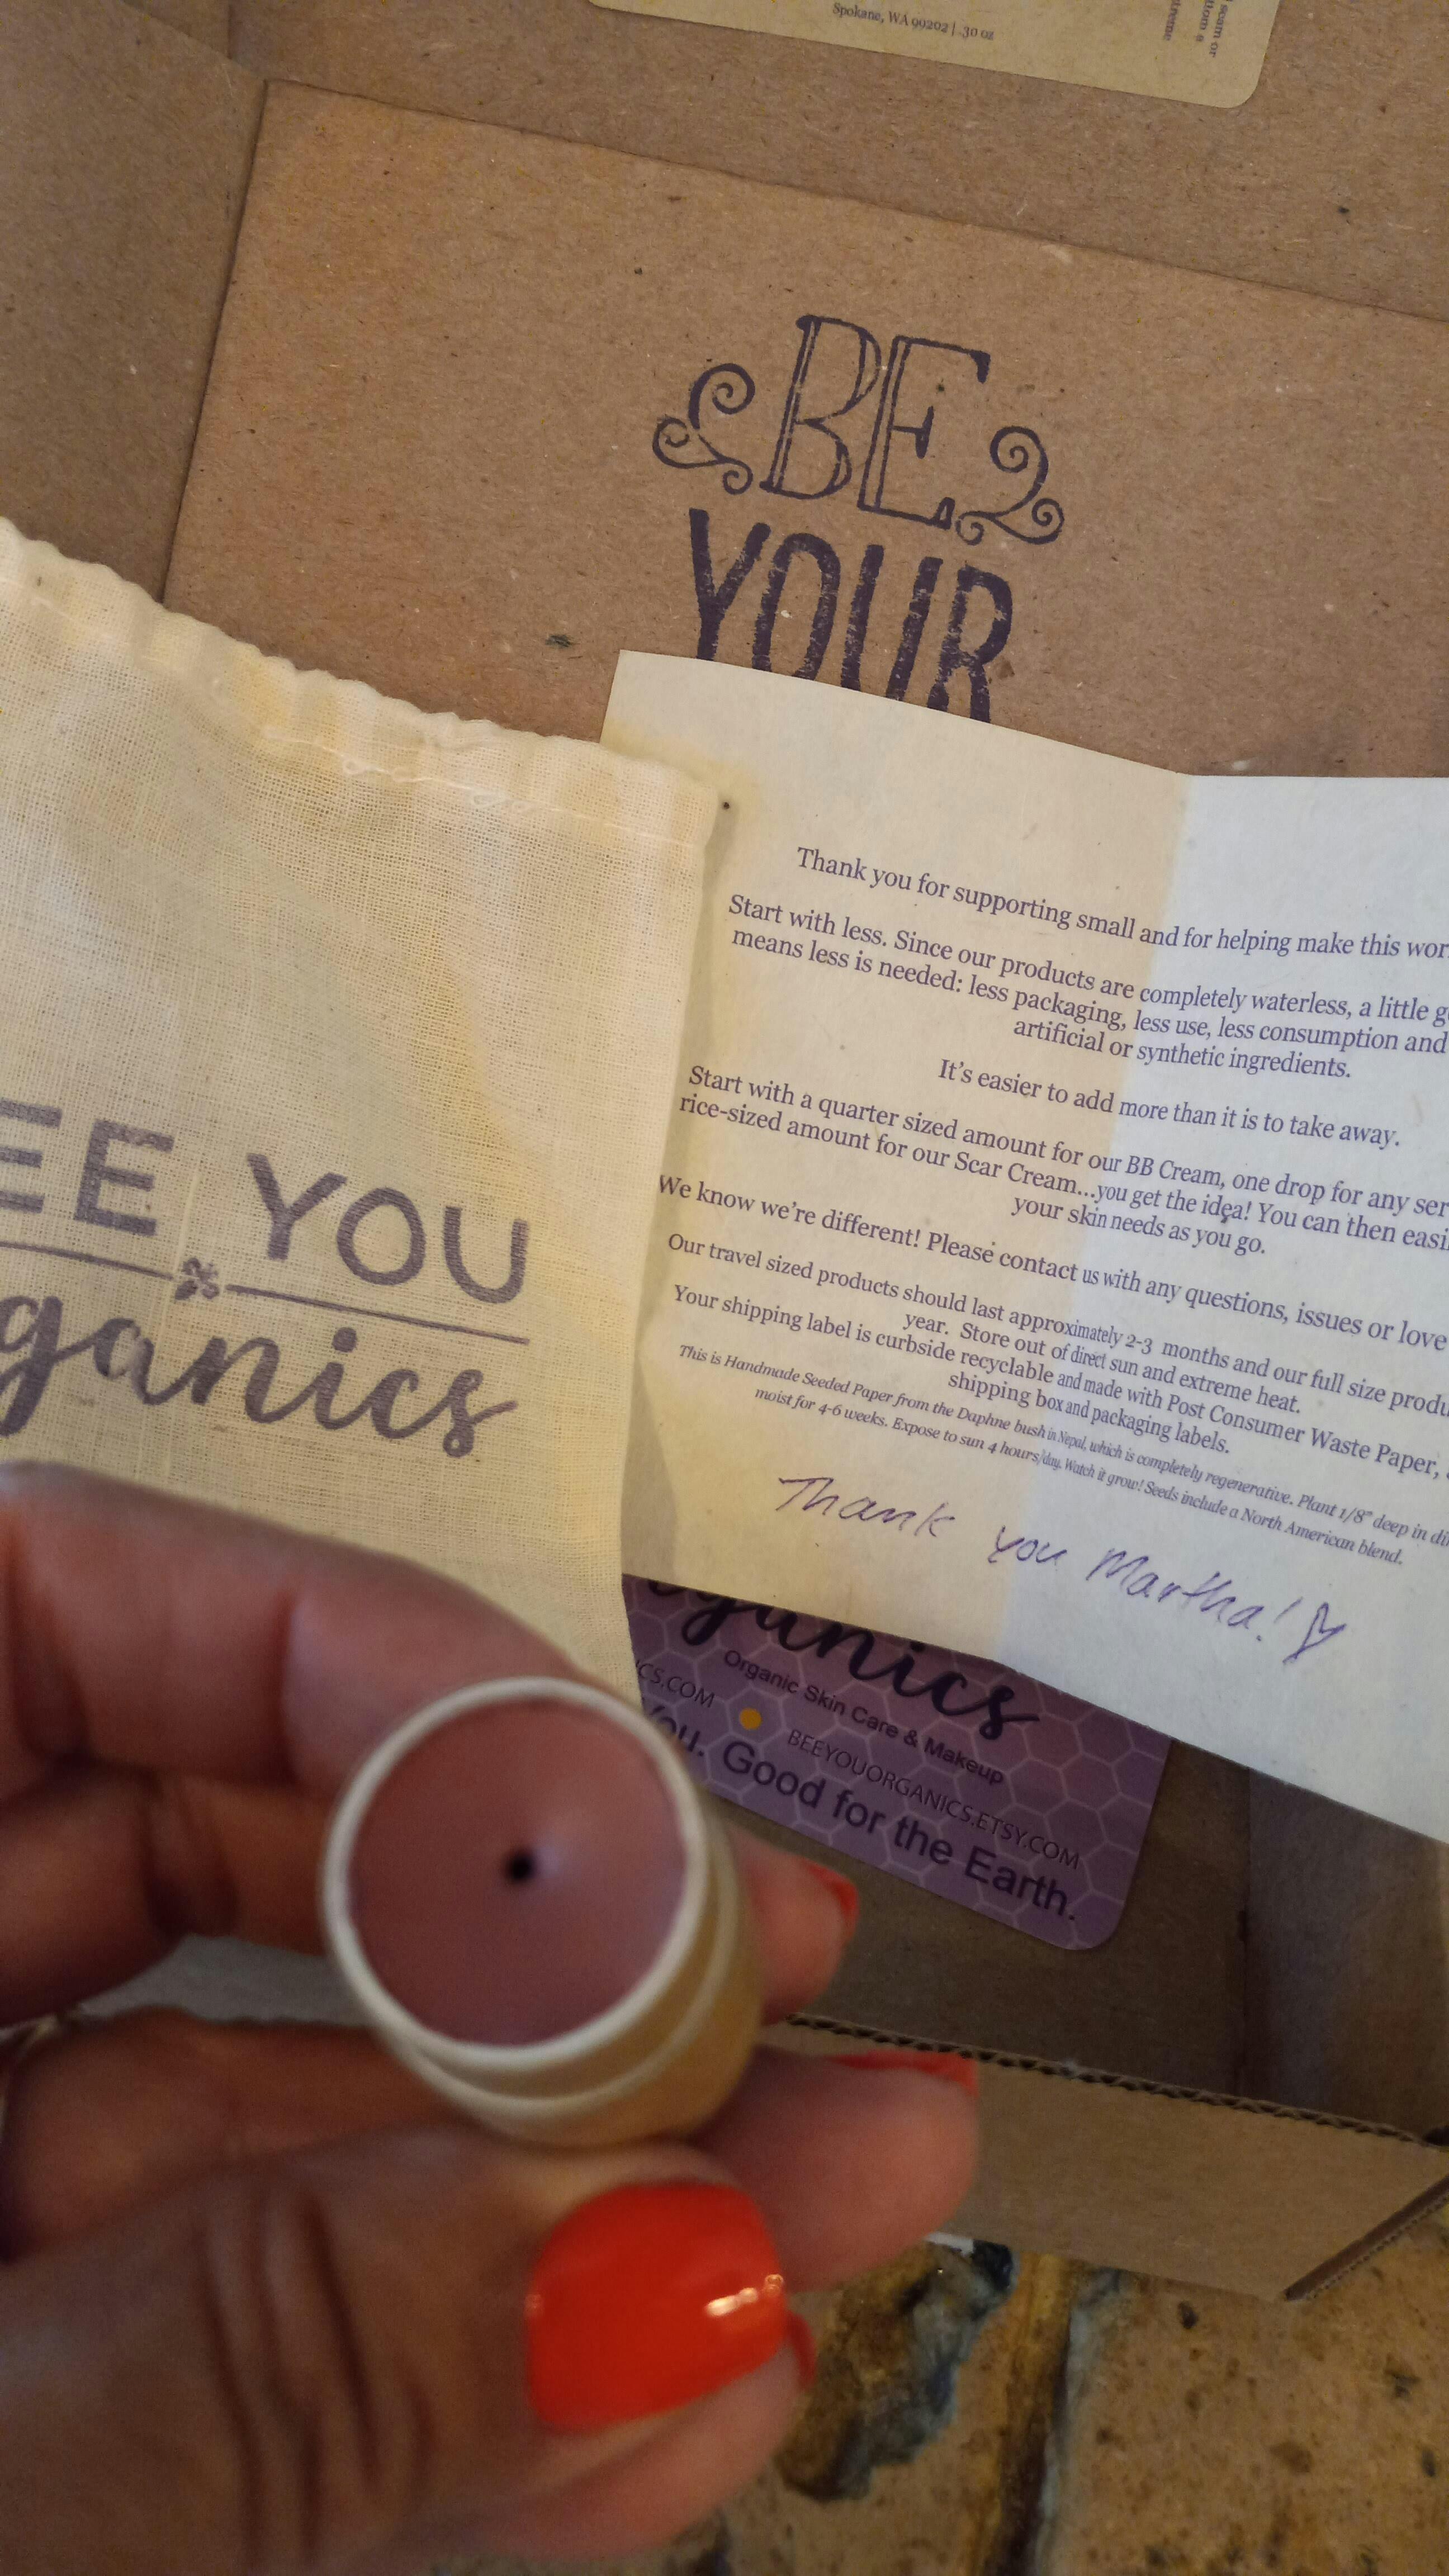 seam or
ttom a
treme
Spokane, WA 99202 | .30 oz
BE
YOUR
EE YOU
ganics
Thank you for supporting small and for helping make this wor
Start with less. Since our products are completely waterless, a little g
means less is needed: less packaging, less use, less consumption and
artificial or synthetic ingredients.
It's easier to add more than it is to take away.
Start with a quarter sized amount for our BB Cream, one drop for any ser
rice-sized amount for our Scar Cream...you get the idea! You can then easi
your skin needs as you go.
We know we're different! Please contact us with any questions, issues or love
Our travel sized products should last approximately 2-3 months and our full size produ
year. Store out of direct sun and extreme heat.
Your shipping label is curbside recyclable and made with Post Consumer Waste Paper,
shipping box and packaging labels.
This is Handmade Seeded Paper from the Daphne bush in Nepal, which is completely regenerative. Plant 1/8" deep in di
moist for 4-6 weeks. Expose to sun 4 hours/day. Watch it grow! Seeds include a North American blend.
Thank you Martha!
ganics
Organic Skin Care & Makeup
CS.COM BEEYOUORGANICS.ETSY.COM
You. Good for the Earth.